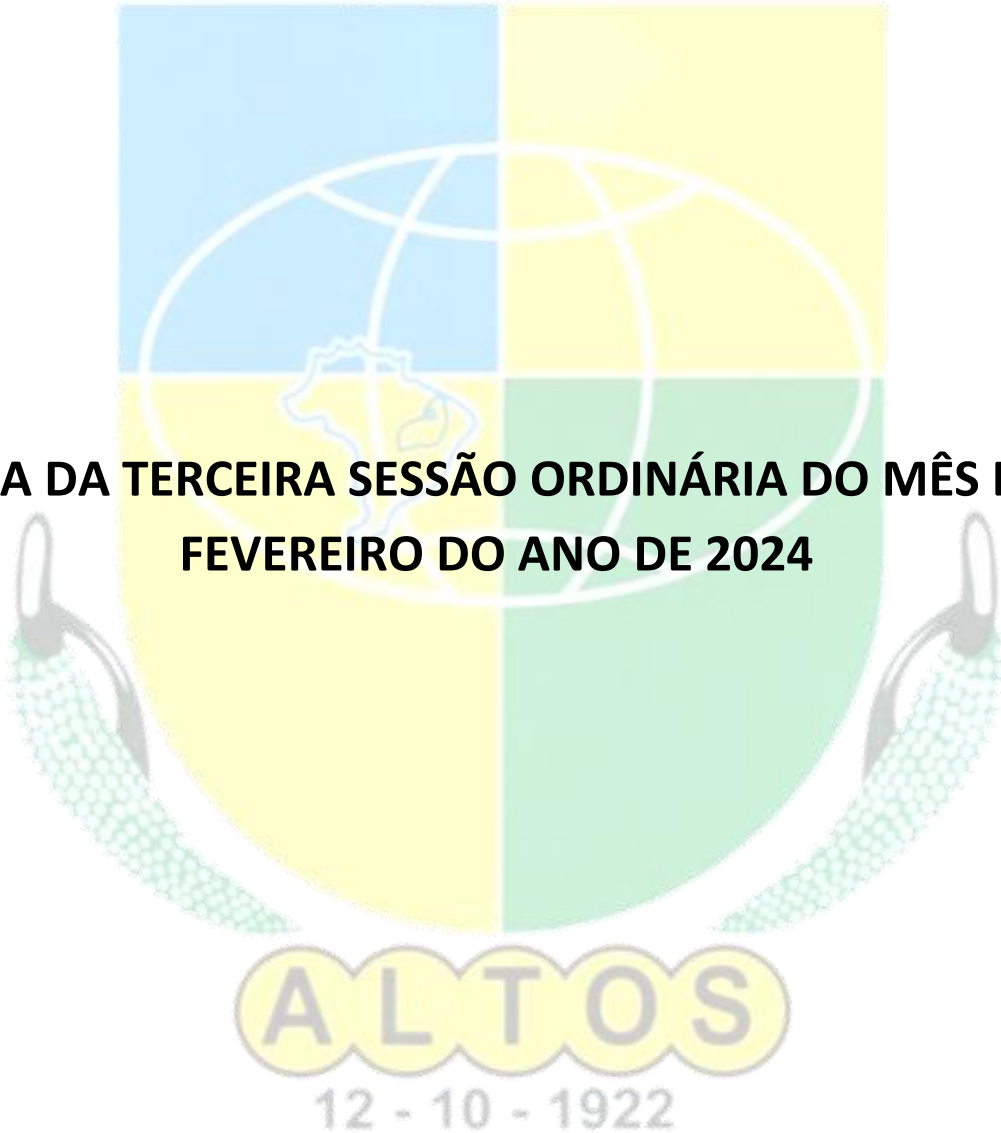 A DA TERCEIRA SESSÃO ORDINÁRIA DO MÊS
FEVEREIRO DO ANO DE 2024
ALTOS
12 - 10 - 1922